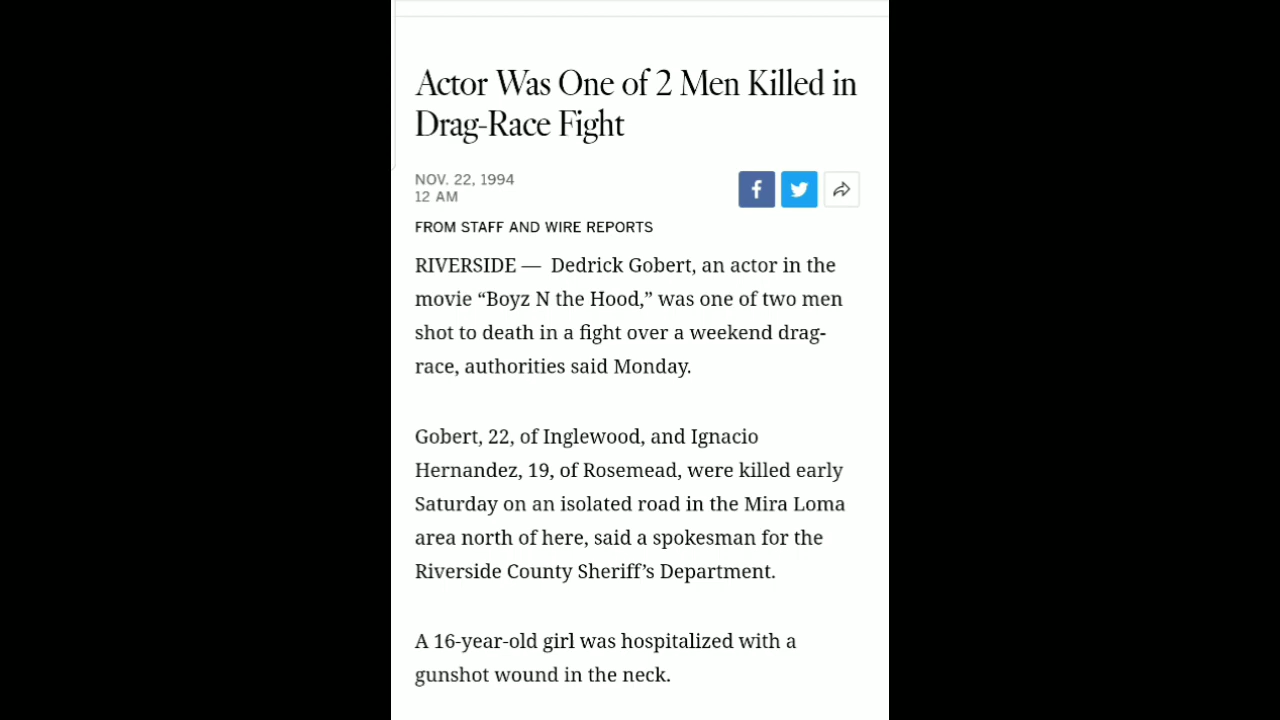 Actor Was One of 2 Men Killed in
Drag-Race Fight
NOV. 22, 1994
12 AM
FROM STAFF AND WIRE REPORTS
RIVERSIDE — Dedrick Gobert, an actor in the
movie “Boyz N the Hood,” was one of two men
shot to death in a fight over a weekend drag-
race, authorities said Monday.
Gobert, 22, of Inglewood, and Ignacio
Hernandez, 19, of Rosemead, were killed early
Saturday on an isolated road in the Mira Loma
area north of here, said a spokesman for the
Riverside County Sheriff’s Department.
A 16-year-old girl was hospitalized with a
gunshot wound in the neck.